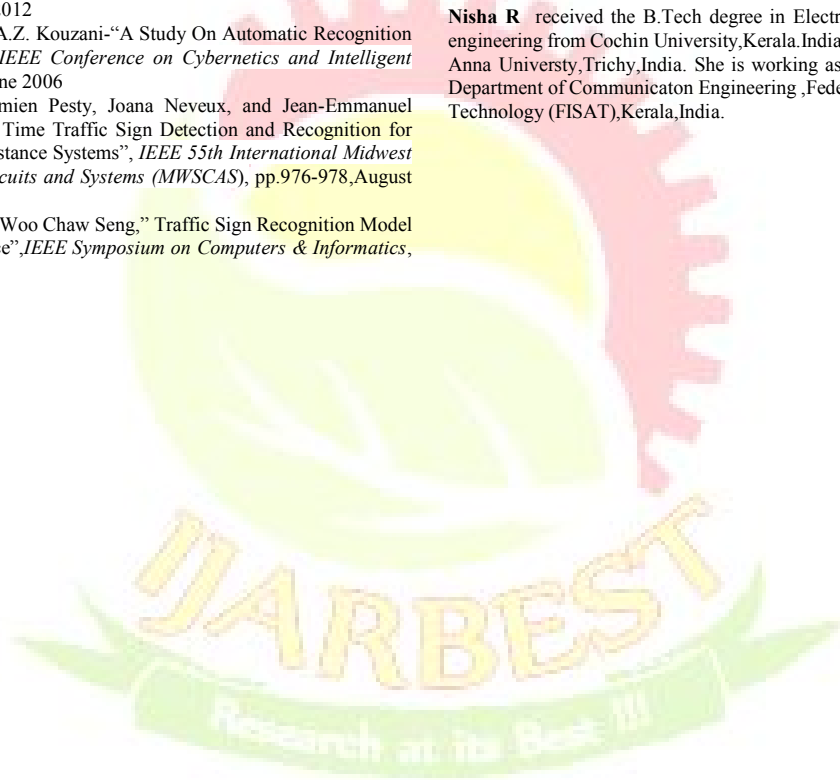 2012
A.Z. Kouzani-“A Study On Automatic Recognition
IEEE Conference on Cybernetics and Intelligent
une 2006
mien Pesty, Joana Neveux, and Jean-Emmanuel
Time Traffic Sign Detection and Recognition for
stance Systems”, IEEE 55th International Midwest
cuits and Systems (MWSCAS), pp.976-978,August
Woo Chaw Seng,” Traffic Sign Recognition Model
e”,IEEE Symposium on Computers & Informatics,
Nisha R received the B.Tech degree in Electr
engineering from Cochin University,Kerala.India
Anna Universty,Trichy,India. She is working as
Department of Communicaton Engineering ,Fede
Technology (FISAT),Kerala,India.
IJARBEST
Research at its Best !!!